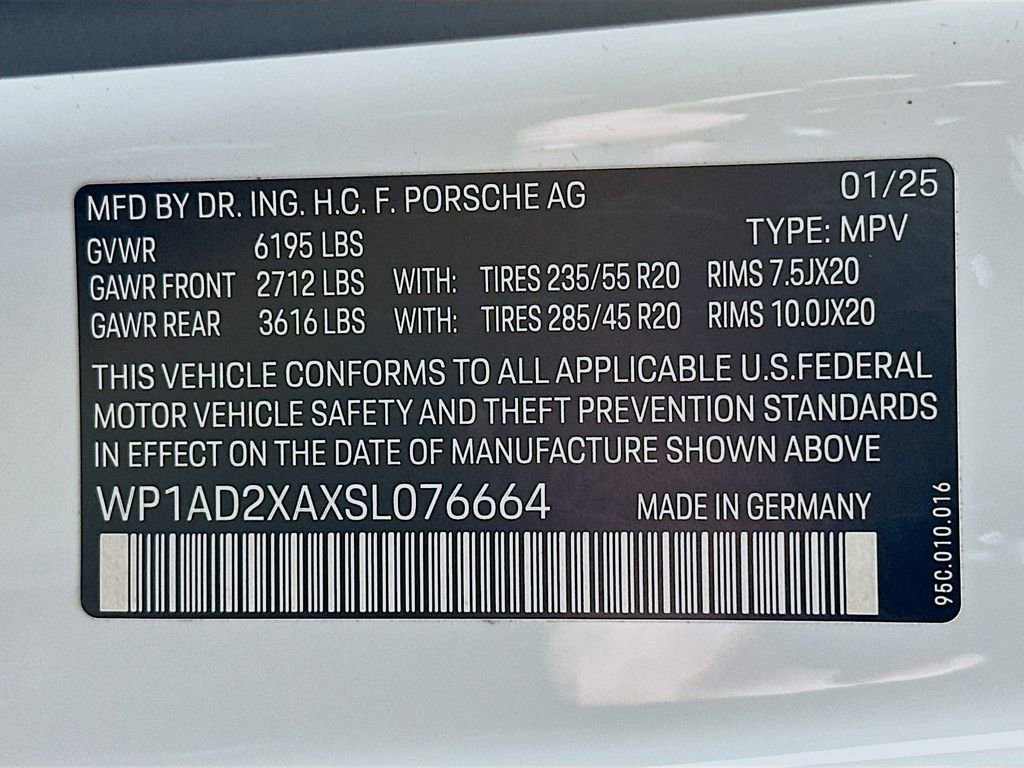 MFD BY DR. ING. H.C. F. PORSCHE AG 01/25
GVWR 6195 LBS TYPE: MPV
GAWR FRONT 2712 LBS WITH: TIRES 235/55 R20 RIMS 7.5JX20
GAWR REAR 3616 LBS WITH: TIRES 285/45 R20 RIMS 10.0JX20
THIS VEHICLE CONFORMS TO ALL APPLICABLE U.S.FEDERAL
MOTOR VEHICLE SAFETY AND THEFT PREVENTION STANDARDS
IN EFFECT ON THE DATE OF MANUFACTURE SHOWN ABOVE
WP1AD2XAXSL076664 MADE IN GERMANY
95C.010.016